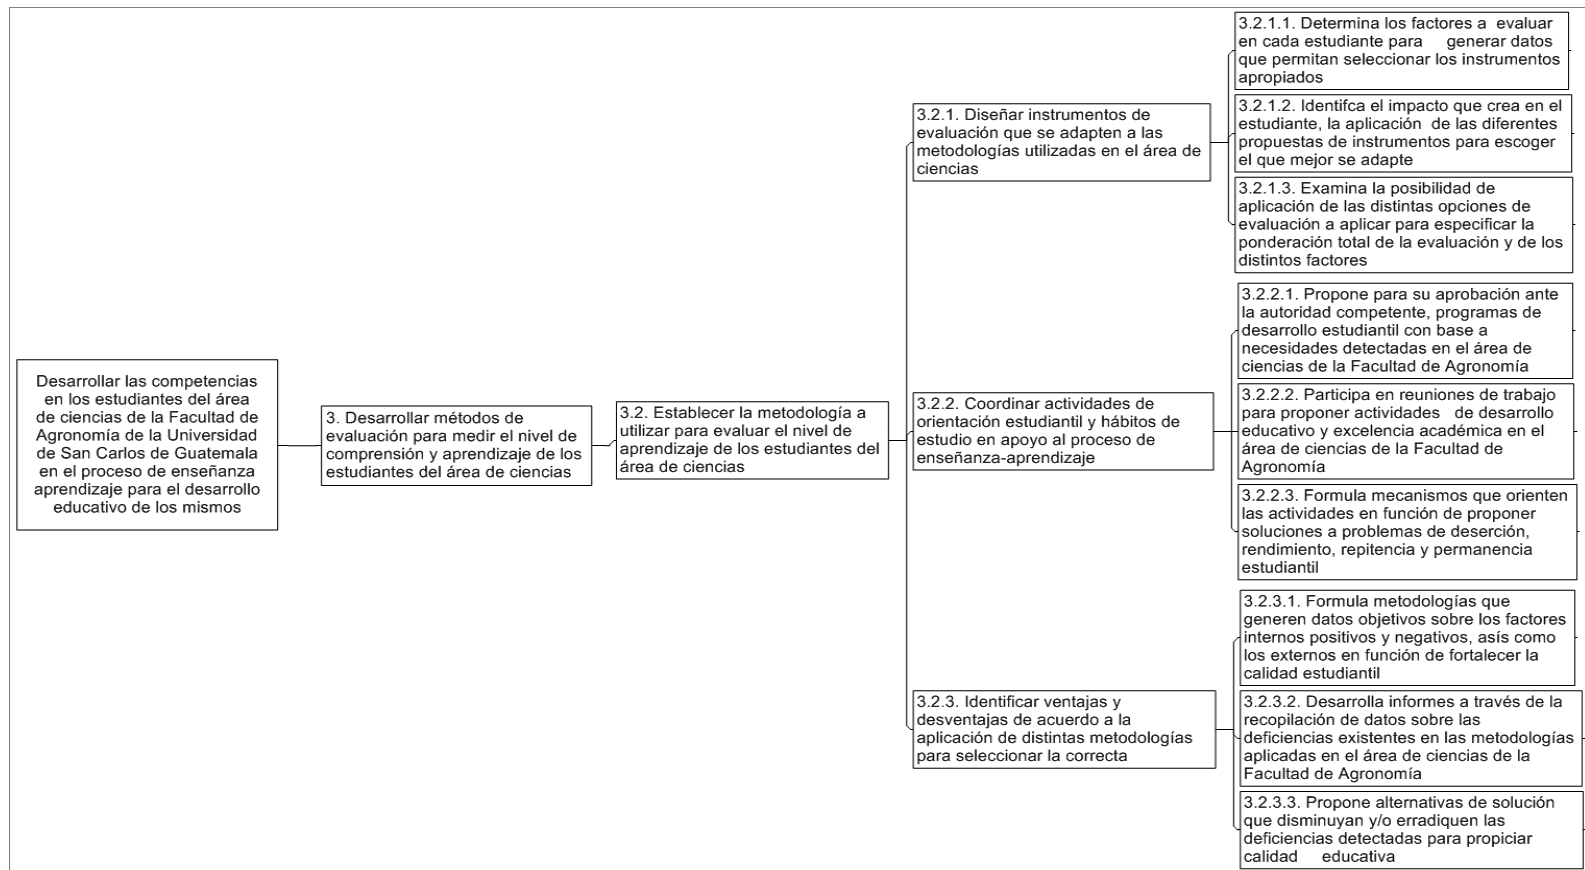 Desarrollar las competencias
en los estudiantes del área
de ciencias de la Facultad de
Agronomía de la Universidad
de San Carlos de Guatemala
en el proceso de enseñanza
aprendizaje para el desarrollo
educativo de los mismos
3. Desarrollar métodos de
evaluación para medir el nivel de
comprensión y aprendizaje de los
estudiantes del área de ciencias
3.2. Establecer la metodología a
utilizar para evaluar el nivel de
aprendizaje de los estudiantes del
área de ciencias
3.2.1. Diseñar instrumentos de
evaluación que se adapten a las
metodologías utilizadas en el área de
ciencias
3.2.1.1. Determina los factores a evaluar
en cada estudiante para generar datos
que permitan seleccionar los instrumentos
apropiados
3.2.1.2. Identifca el impacto que crea en el
estudiante, la aplicación de las diferentes
propuestas de instrumentos para escoger
el que mejor se adapte
3.2.1.3. Examina la posibilidad de
aplicación de las distintas opciones de
evaluación a aplicar para especificar la
ponderación total de la evaluación y de los
distintos factores
3.2.2. Coordinar actividades de
orientación estudiantil y hábitos de
estudio en apoyo al proceso de
enseñanza-aprendizaje
3.2.2.1. Propone para su aprobación ante
la autoridad competente, programas de
desarrollo estudiantil con base a
necesidades detectadas en el área de
ciencias de la Facultad de Agronomía
3.2.2.2. Participa en reuniones de trabajo
para proponer actividades de desarrollo
educativo y excelencia académica en el
área de ciencias de la Facultad de
Agronomía
3.2.2.3. Formula mecanismos que orienten
las actividades en función de proponer
soluciones a problemas de deserción,
rendimiento, repitencia y permanencia
estudiantil
3.2.3. Identificar ventajas y
desventajas de acuerdo a la
aplicación de distintas metodologías
para seleccionar la correcta
3.2.3.1. Formula metodologías que
generen datos objetivos sobre los factores
internos positivos y negativos, asís como
los externos en función de fortalecer la
calidad estudiantil
3.2.3.2. Desarrolla informes a través de la
recopilación de datos sobre las
deficiencias existentes en las metodologías
aplicadas en el área de ciencias de la
Facultad de Agronomía
3.2.3.3. Propone alternativas de solución
que disminuyan y/o erradiquen las
deficiencias detectadas para propiciar
calidad educativa